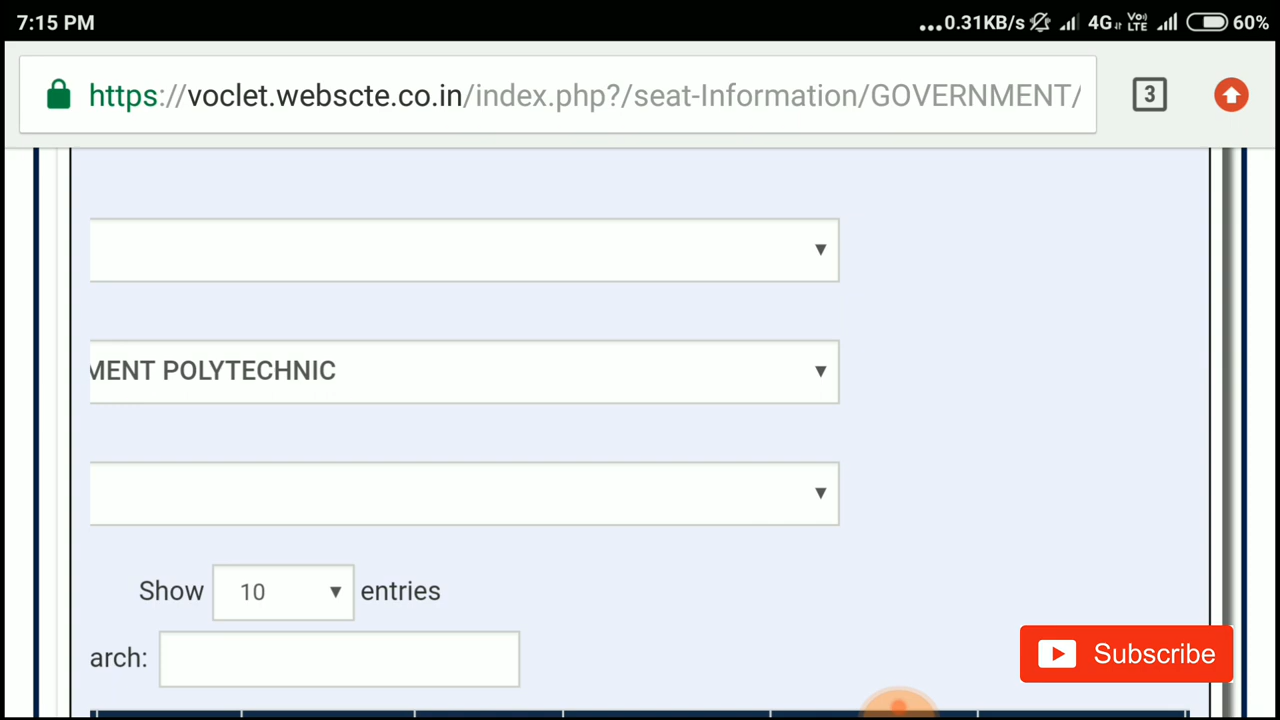 7:15 PM ...0.31KB/s 4G Vo) LTE 60%
https://voclet.webscte.co.in/index.php?/seat-Information/GOVERNMENT/ 3
MENT POLYTECHNIC
Show 10 entries
arch:
Subscribe